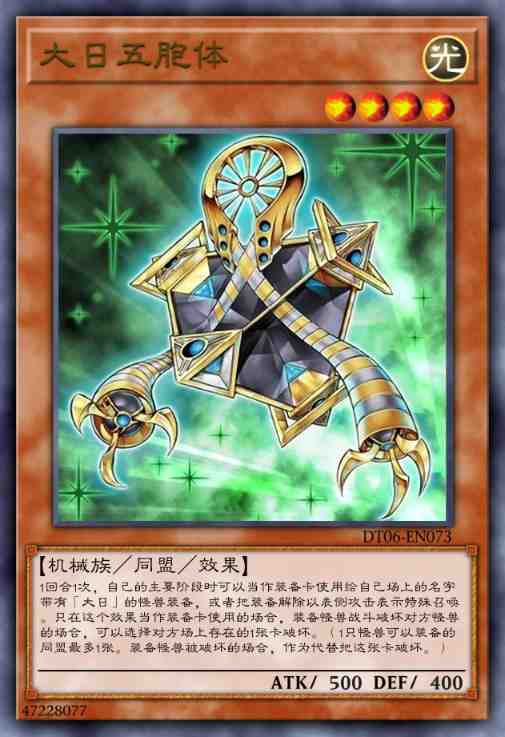 大日五胞体
光
DT06-EN073
【机械族／同盟／效果】
1回合1次，自己的主要阶段时可以当作装备卡使用给自己场上的名字
带有「大日」的怪兽装备，或者把装备解除以表侧攻击表示特殊召唤
。只在这个效果当作装备卡使用的场合，装备怪兽战斗破坏对方怪兽
的场合，可以选择对方场上存在的1张卡破坏。（1只怪兽可以装备的
同盟最多1张。装备怪兽被破坏的场合，作为代替把这张卡破坏。）
ATK/ 500 DEF/ 400
47228077